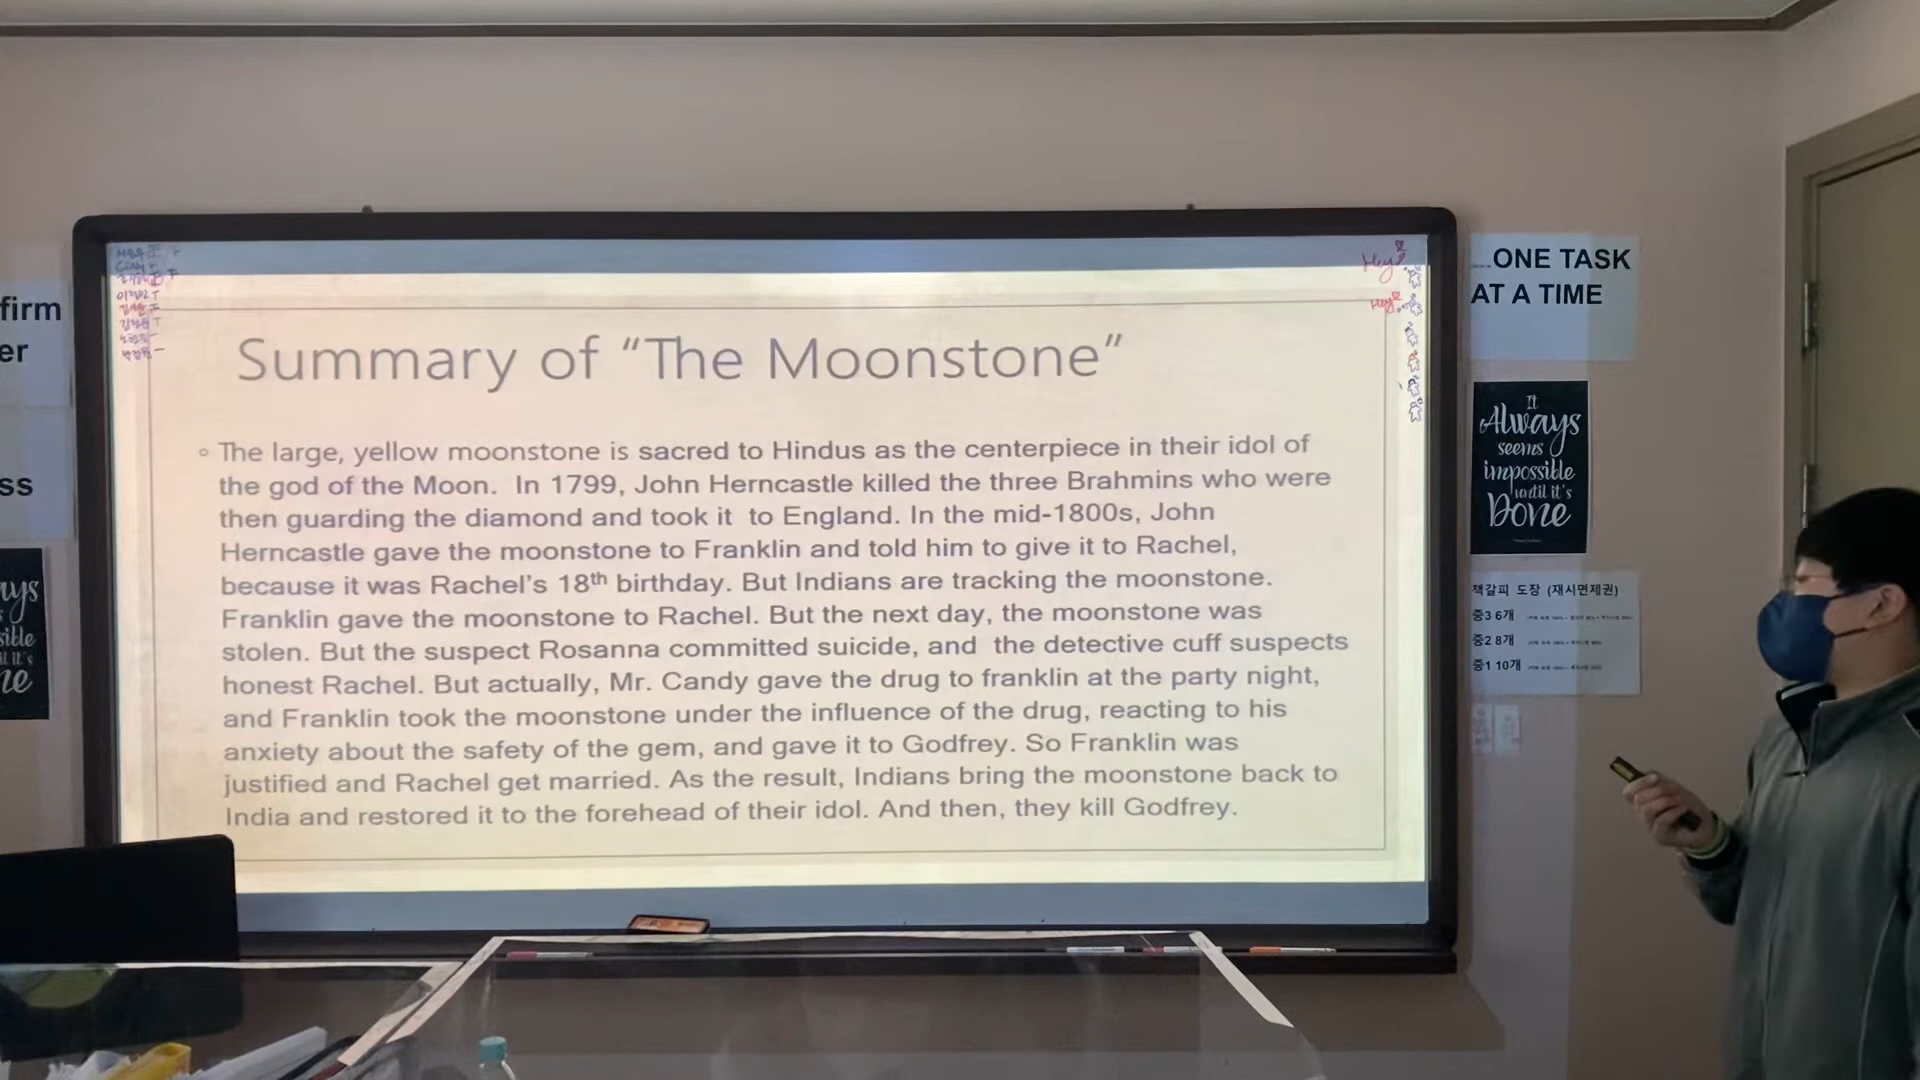 Summary of “The Moonstone”
The large, yellow moonstone is sacred to Hindus as the centerpiece in their idol of
the god of the Moon.  In 1799, John Herncastle killed the three Brahmins who were
then guarding the diamond and took it  to England. In the mid-1800s, John
Herncastle gave the moonstone to Franklin and told him to give it to Rachel,
because it was Rachel’s 18th birthday. But Indians are tracking the moonstone.
Franklin gave the moonstone to Rachel. But the next day, the moonstone was
stolen. But the suspect Rosanna committed suicide, and  the detective cuff suspects
honest Rachel. But actually, Mr. Candy gave the drug to franklin at the party night,
and Franklin took the moonstone under the influence of the drug, reacting to his
anxiety about the safety of the gem, and gave it to Godfrey. So Franklin was
justified and Rachel get married. As the result, Indians bring the moonstone back to
India and restored it to the forehead of their idol. And then, they kill Godfrey.
Hey!
Hey
...ONE TASK
AT A TIME
It
Always
seems
impossible
until it's
Done
책갈피 도장 (재시면제권)
중3 6개
중2 8개
중1 10개
firm
er
ss